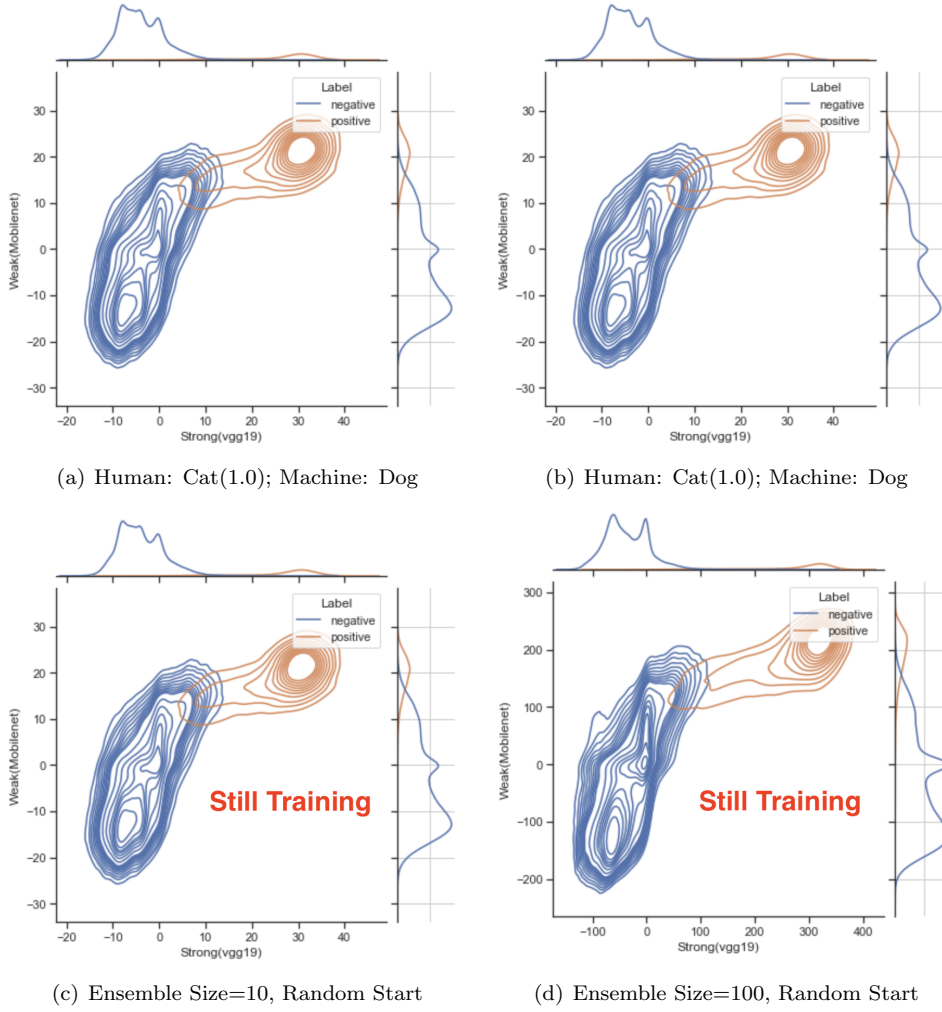 Label
negative
positive
30
20
10
0
−10
−20
−30
Weak(Mobilenet)
−20 −10 0 10 20 30 40
Strong(vgg19)
(a) Human: Cat(1.0); Machine: Dog
Label
negative
positive
30
20
10
0
−10
−20
−30
Weak(Mobilenet)
−20 −10 0 10 20 30 40
Strong(vgg19)
(b) Human: Cat(1.0); Machine: Dog
Label
negative
positive
30
20
10
0
−10
−20
−30
Weak(Mobilenet)
Still Training
−20 −10 0 10 20 30 40
Strong(vgg19)
(c) Ensemble Size=10, Random Start
Label
negative
positive
300
200
100
0
−100
−200
Weak(Mobilenet)
Still Training
−100 0 100 200 300 400
Strong(vgg19)
(d) Ensemble Size=100, Random Start